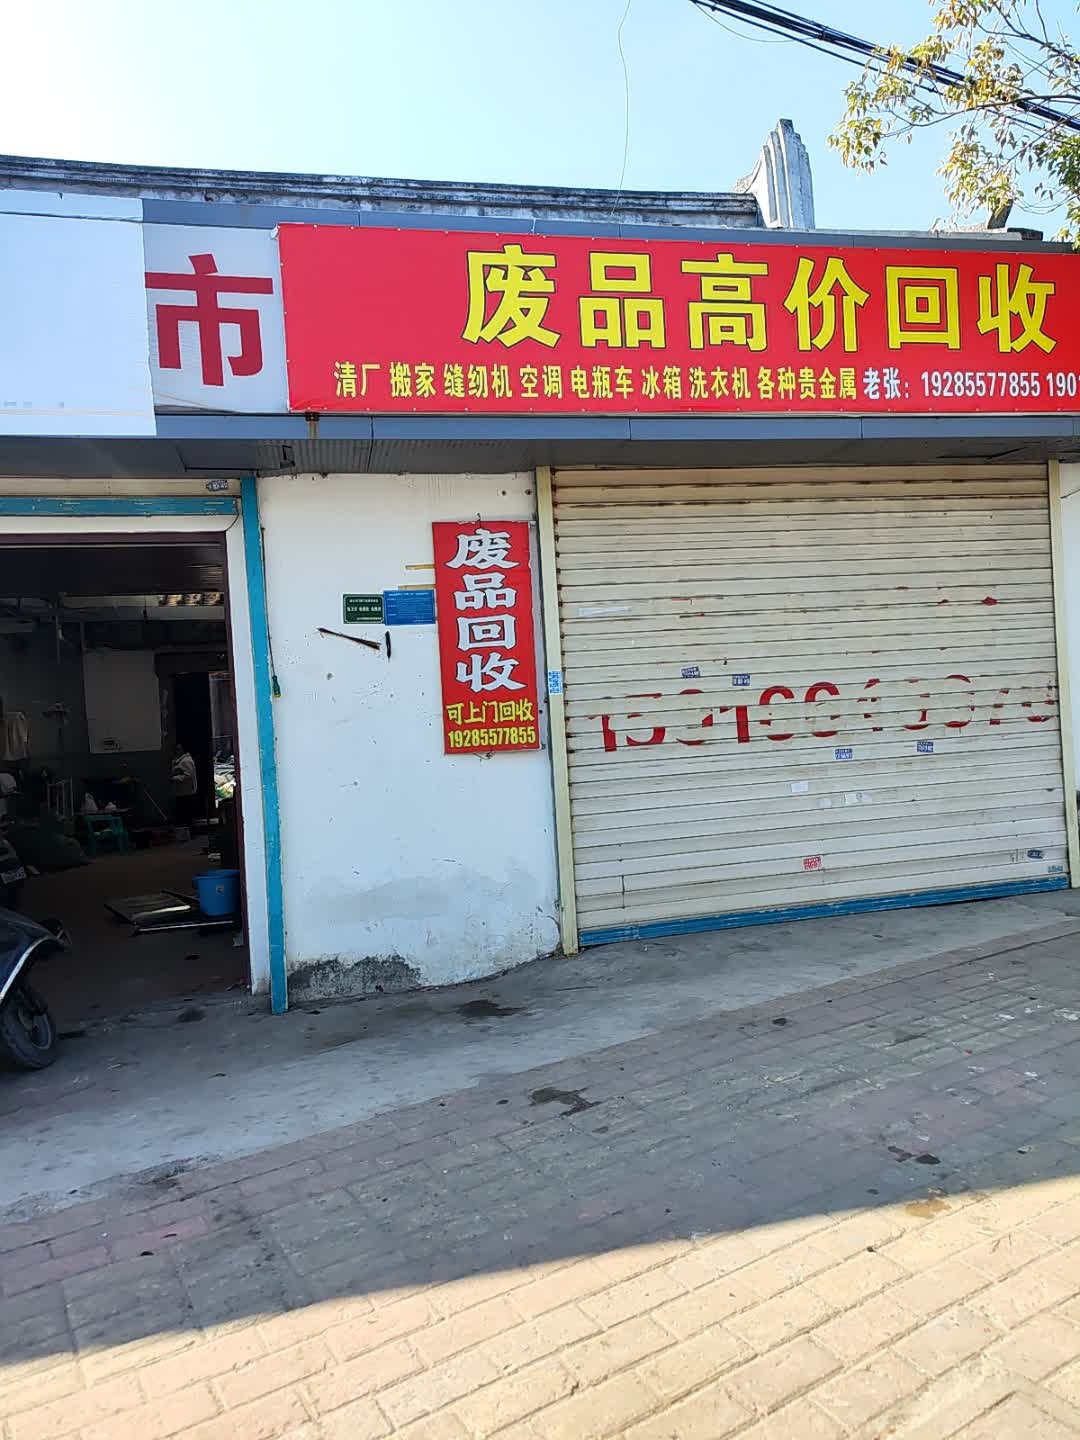 市
废品高价回收
清厂 搬家 缝纫机 空调 电瓶车 冰箱 洗衣机 各种贵金属 老张：19285577855 190
废品回收
可上门回收
19285577855